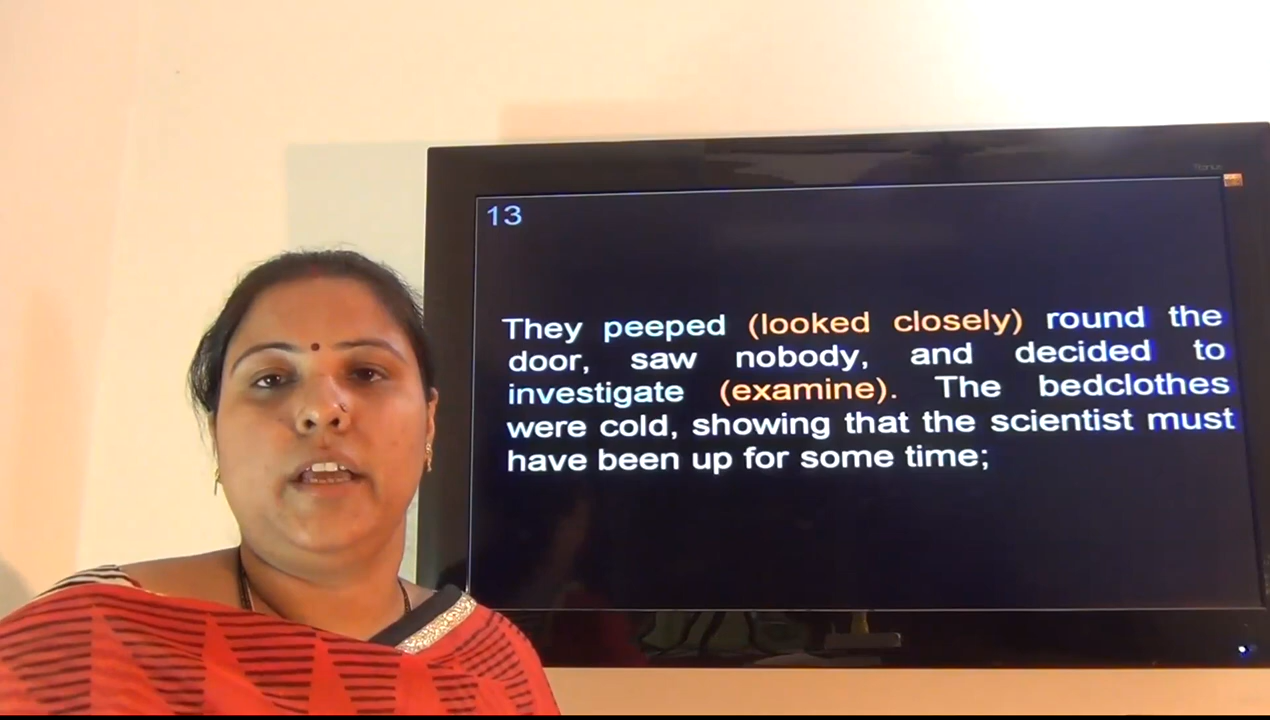 13
They peeped (looked closely) round the
door, saw nobody, and decided to
investigate (examine). The bedclothes
were cold, showing that the scientist must
have been up for some time;